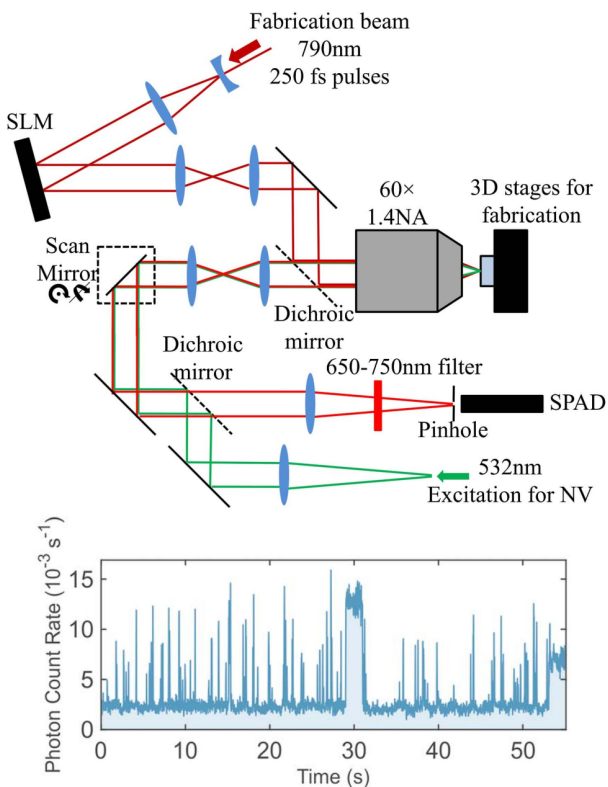 Fabrication beam
790nm
250 fs pulses
SLM
60×
1.4NA
3D stages for
fabrication
Scan
Mirror
Dichroic
mirror
Dichroic
mirror
650-750nm filter
SPAD
Pinhole
532nm
Excitation for NV
Photon Count Rate (10⁻³ s⁻¹)
15
10
5
0
0
10
20
30
40
50
Time (s)